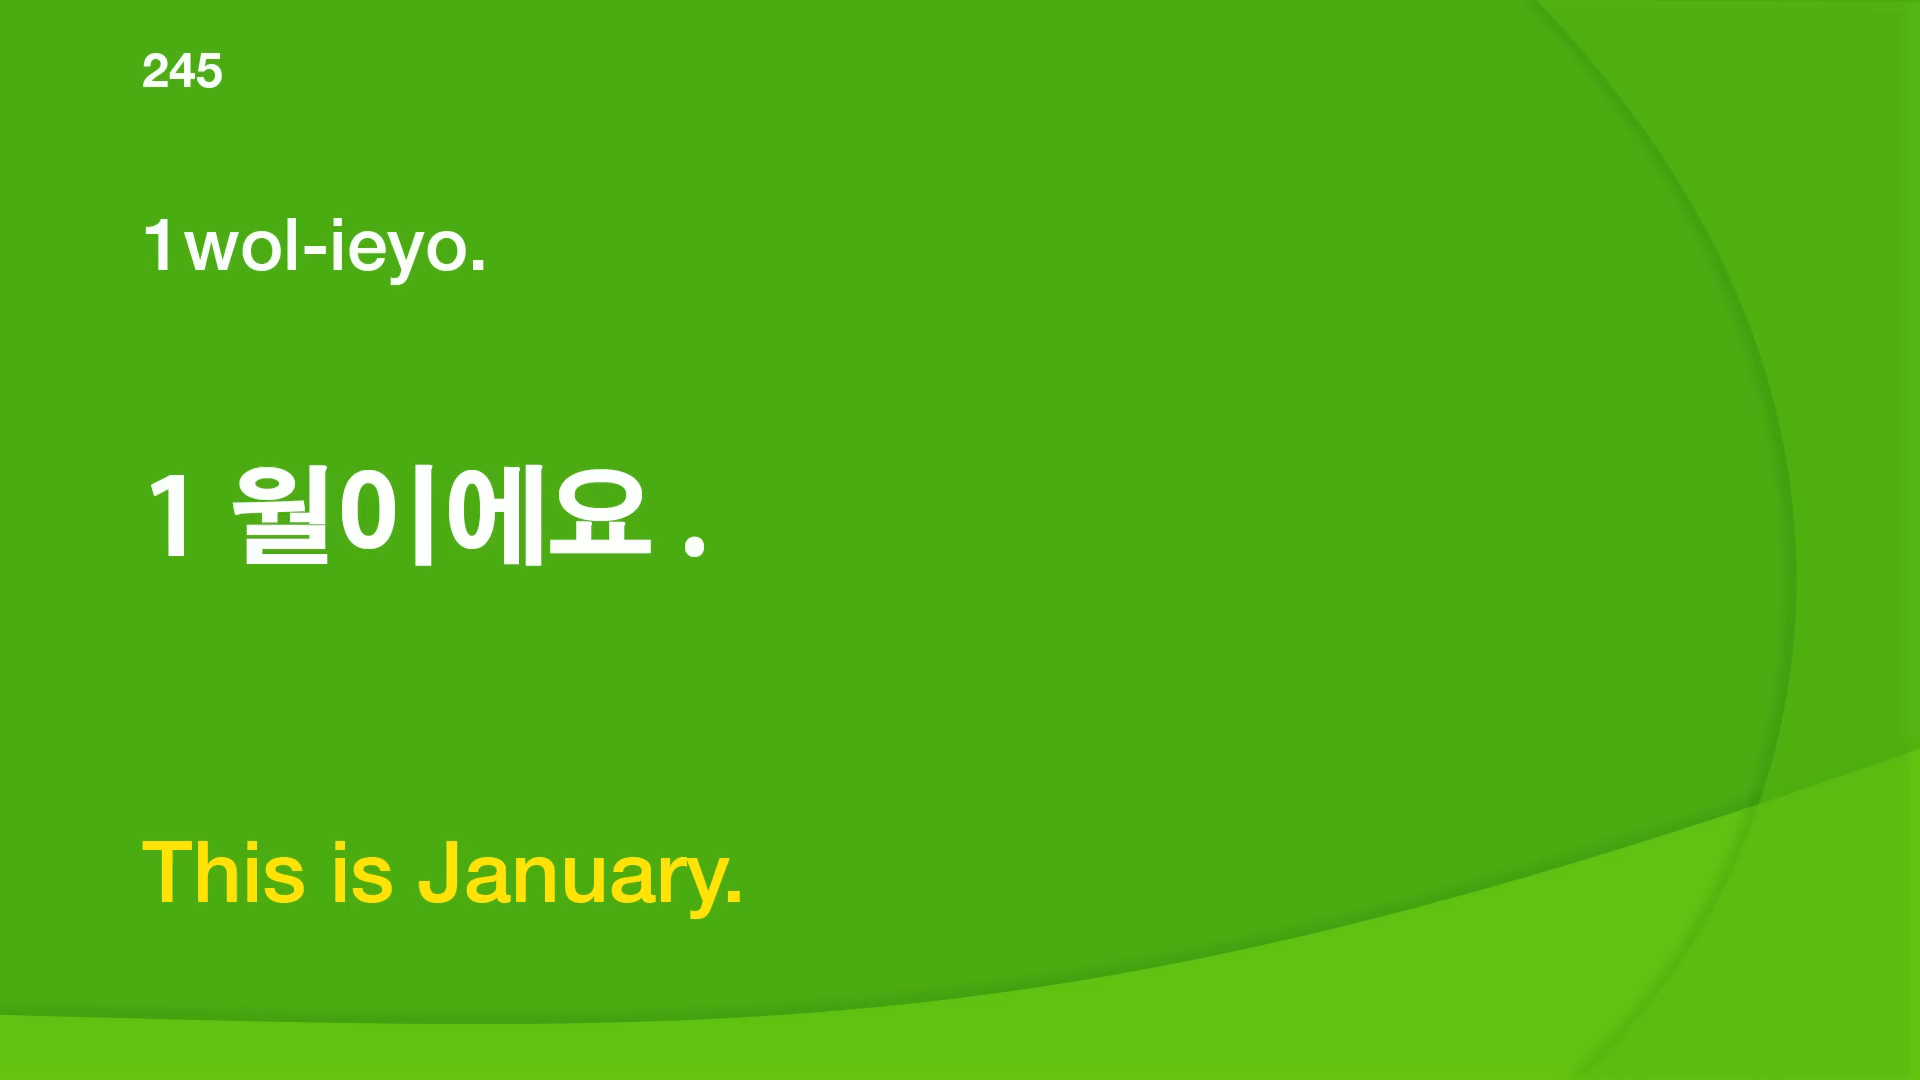 245
1wol-ieyo.
1 월이에요 .
This is January.